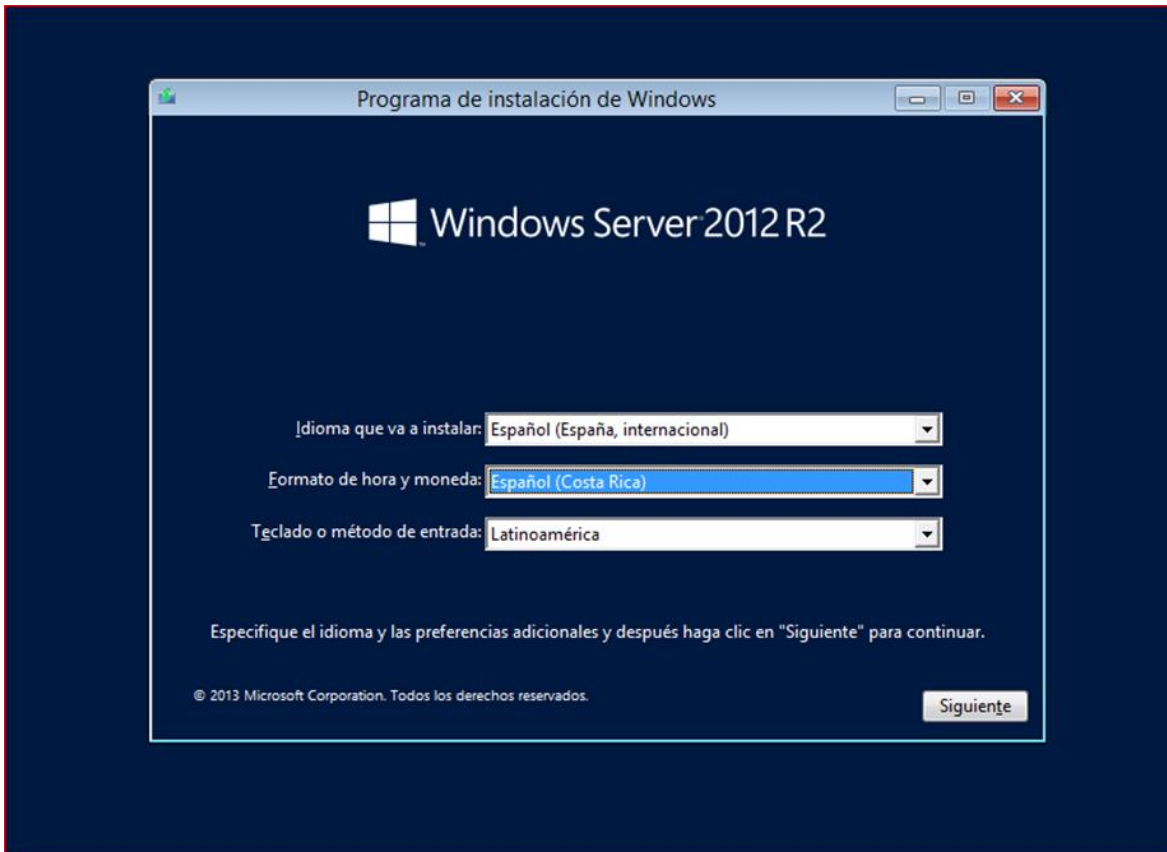 Programa de instalación de Windows
Windows Server 2012 R2
Idioma que va a instalar: Español (España, internacional)
Formato de hora y moneda: Español (Costa Rica)
Teclado o método de entrada: Latinoamérica
Especifique el idioma y las preferencias adicionales y después haga clic en "Siguiente" para continuar.
© 2013 Microsoft Corporation. Todos los derechos reservados.
Siguiente